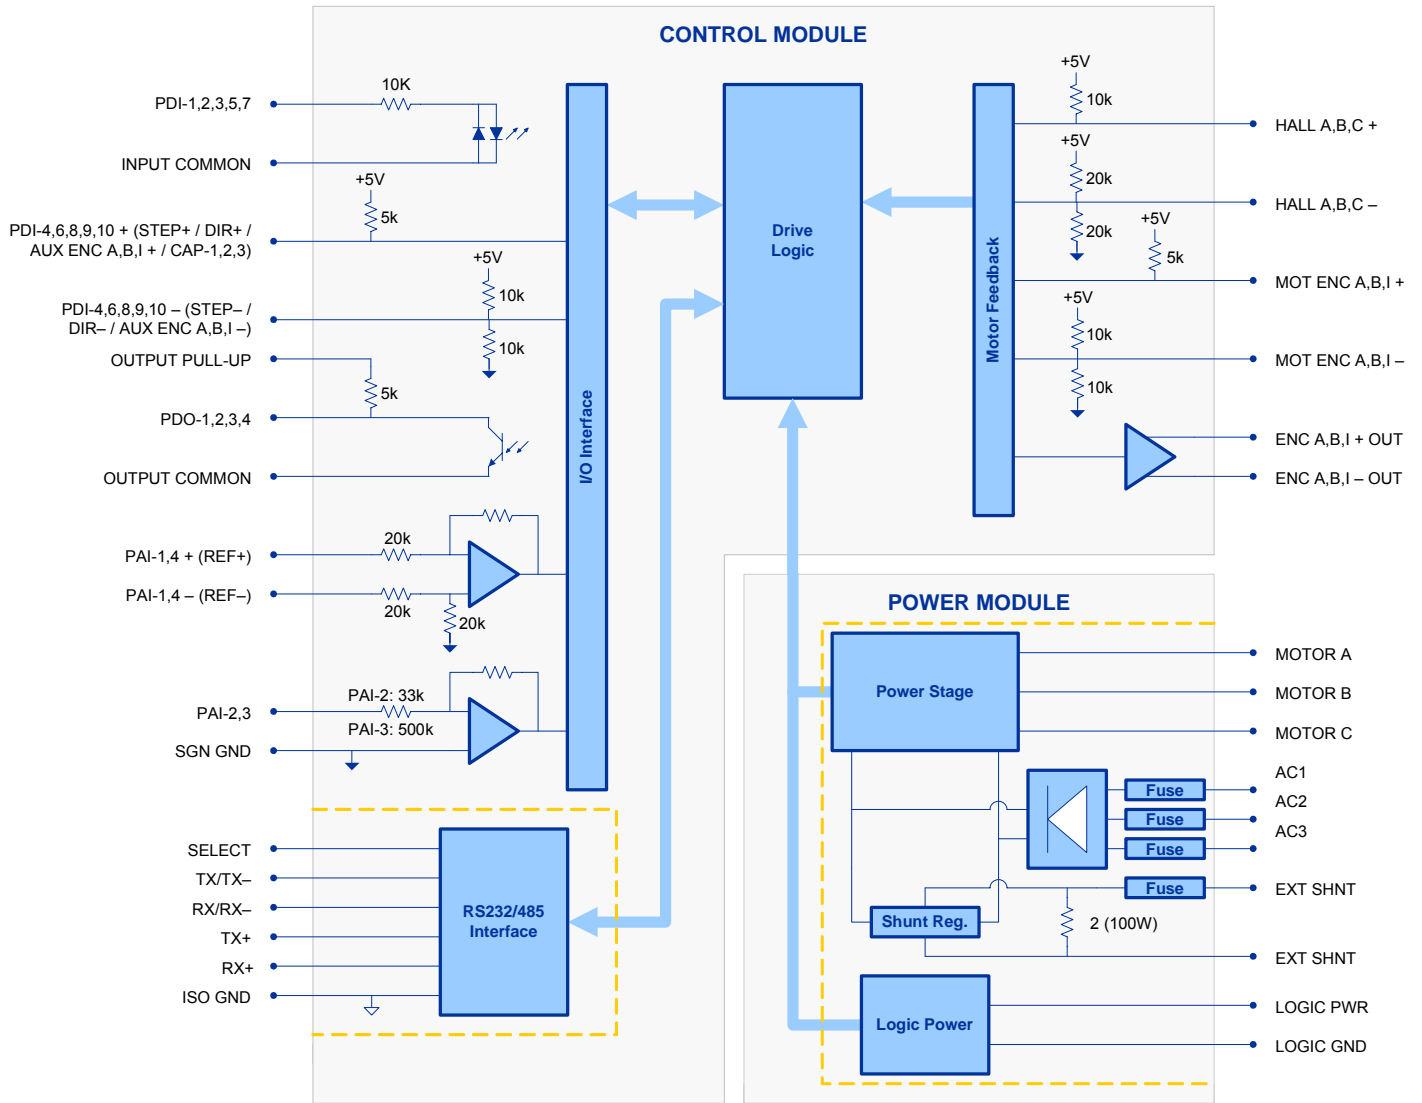 CONTROL MODULE
PDI-1,2,3,5,7
10K
INPUT COMMON
+5V
5k
PDI-4,6,8,9,10 + (STEP+ / DIR+ /
AUX ENC A,B,I + / CAP-1,2,3)
+5V
10k
PDI-4,6,8,9,10 – (STEP– /
DIR– / AUX ENC A,B,I –)
10k
OUTPUT PULL-UP
5k
PDO-1,2,3,4
OUTPUT COMMON
PAI-1,4 + (REF+)
20k
PAI-1,4 – (REF–)
20k
20k
PAI-2: 33k
PAI-2,3
PAI-3: 500k
SGN GND
I/O Interface
SELECT
TX/TX–
RX/RX–
TX+
RX+
ISO GND
RS232/485
Interface
Drive
Logic
Motor Feedback
+5V
10k
HALL A,B,C +
+5V
20k
HALL A,B,C –
20k
+5V
5k
MOT ENC A,B,I +
+5V
10k
MOT ENC A,B,I –
10k
ENC A,B,I + OUT
ENC A,B,I – OUT
POWER MODULE
Power Stage
MOTOR A
MOTOR B
MOTOR C
AC1
Fuse
AC2
Fuse
AC3
Fuse
Fuse
EXT SHNT
Shunt Reg.
2 (100W)
EXT SHNT
Logic Power
LOGIC PWR
LOGIC GND